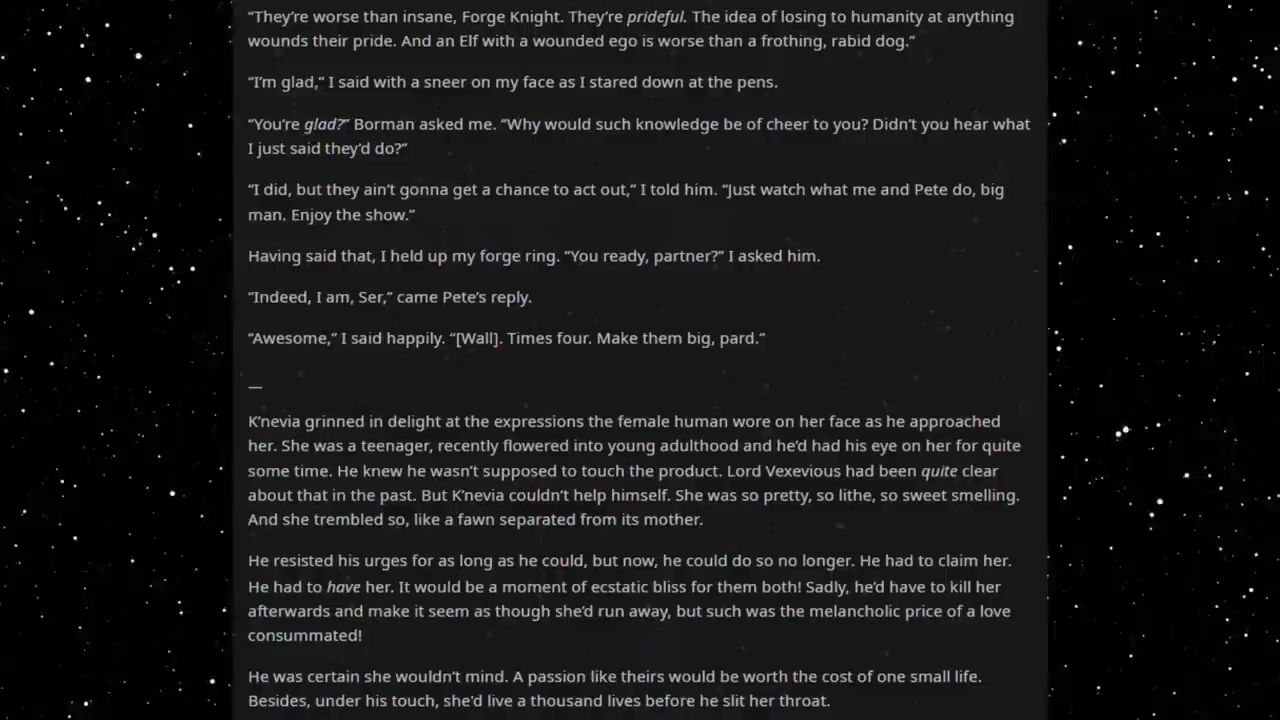 “They’re worse than insane, Forge Knight. They’re prideful. The idea of losing to humanity at anything
wounds their pride. And an Elf with a wounded ego is worse than a frothing, rabid dog.”
“I’m glad,” I said with a sneer on my face as I stared down at the pens.
“You’re glad?” Borman asked me. “Why would such knowledge be of cheer to you? Didn’t you hear what
I just said they’d do?”
“I did, but they ain’t gonna get a chance to act out,” I told him. “Just watch what me and Pete do, big
man. Enjoy the show.”
Having said that, I held up my forge ring. “You ready, partner?” I asked him.
“Indeed, I am, Ser,” came Pete’s reply.
“Awesome,” I said happily. “[Wall]. Times four. Make them big, pard.”
—
K’nevia grinned in delight at the expressions the female human wore on her face as he approached
her. She was a teenager, recently flowered into young adulthood and he’d had his eye on her for quite
some time. He knew he wasn’t supposed to touch the product. Lord Vexevious had been quite clear
about that in the past. But K’nevia couldn’t help himself. She was so pretty, so lithe, so sweet smelling.
And she trembled so, like a fawn separated from its mother.
He resisted his urges for as long as he could, but now, he could do so no longer. He had to claim her.
He had to have her. It would be a moment of ecstatic bliss for them both! Sadly, he’d have to kill her
afterwards and make it seem as though she’d run away, but such was the melancholic price of a love
consummated!
He was certain she wouldn’t mind. A passion like theirs would be worth the cost of one small life.
Besides, under his touch, she’d live a thousand lives before he slit her throat.